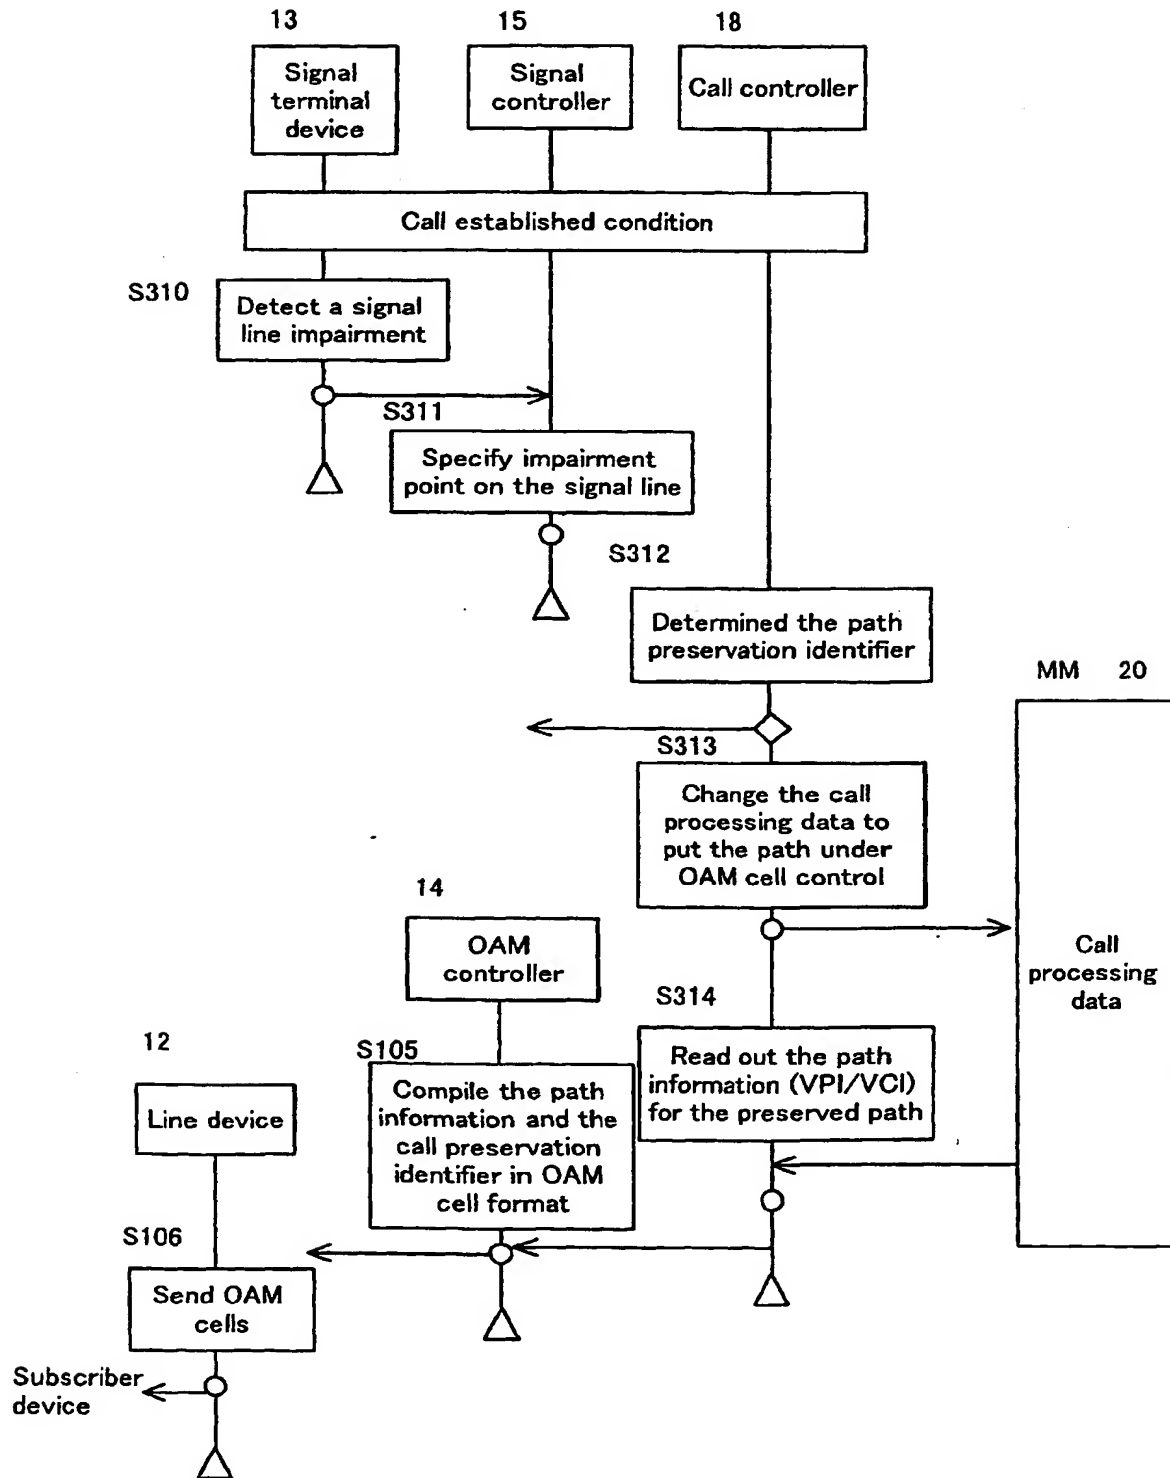 13
15
18
Signal
terminal
device
Signal
controller
Call controller
Call established condition
S310
Detect a signal
line impairment
S311
Specify impairment
point on the signal line
S312
Determined the path
preservation identifier
MM 20
S313
Change the call
processing data to
put the path under
OAM cell control
14
OAM
controller
Call
processing
data
S314
12
S105
Read out the path
information (VPI/VCI)
for the preserved path
Line device
Compile the path
information and the
call preservation
identifier in OAM
cell format
S106
Send OAM
cells
Subscriber
device